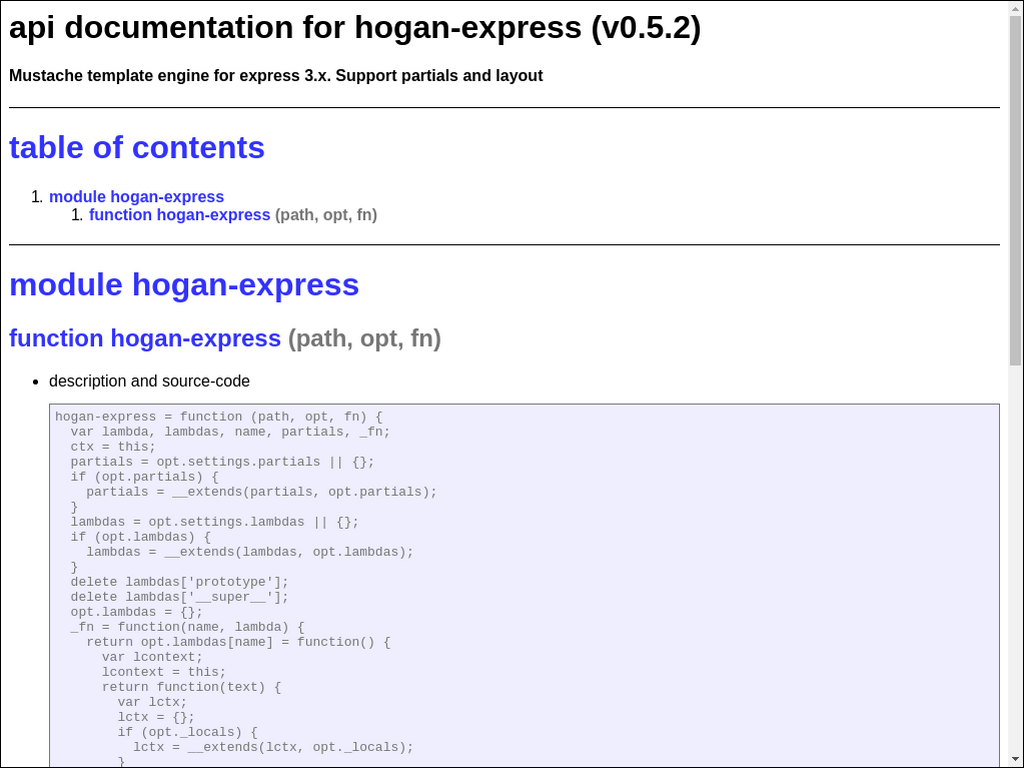 api documentation for hogan-express (v0.5.2)
Mustache template engine for express 3.x. Support partials and layout
table of contents
1. module hogan-express
1. function hogan-express (path, opt, fn)
module hogan-express
function hogan-express (path, opt, fn)
• description and source-code
hogan-express = function (path, opt, fn) {
  var lambda, lambdas, name, partials, _fn;
  ctx = this;
  partials = opt.settings.partials || {};
  if (opt.partials) {
    partials = __extends(partials, opt.partials);
  }
  lambdas = opt.settings.lambdas || {};
  if (opt.lambdas) {
    lambdas = __extends(lambdas, opt.lambdas);
  }
  delete lambdas['prototype'];
  delete lambdas['__super__'];
  opt.lambdas = {};
  _fn = function(name, lambda) {
    return opt.lambdas[name] = function() {
      var lcontext;
      lcontext = this;
      return function(text) {
        var lctx;
        lctx = {};
        if (opt._locals) {
          lctx = __extends(lctx, opt._locals);
        }